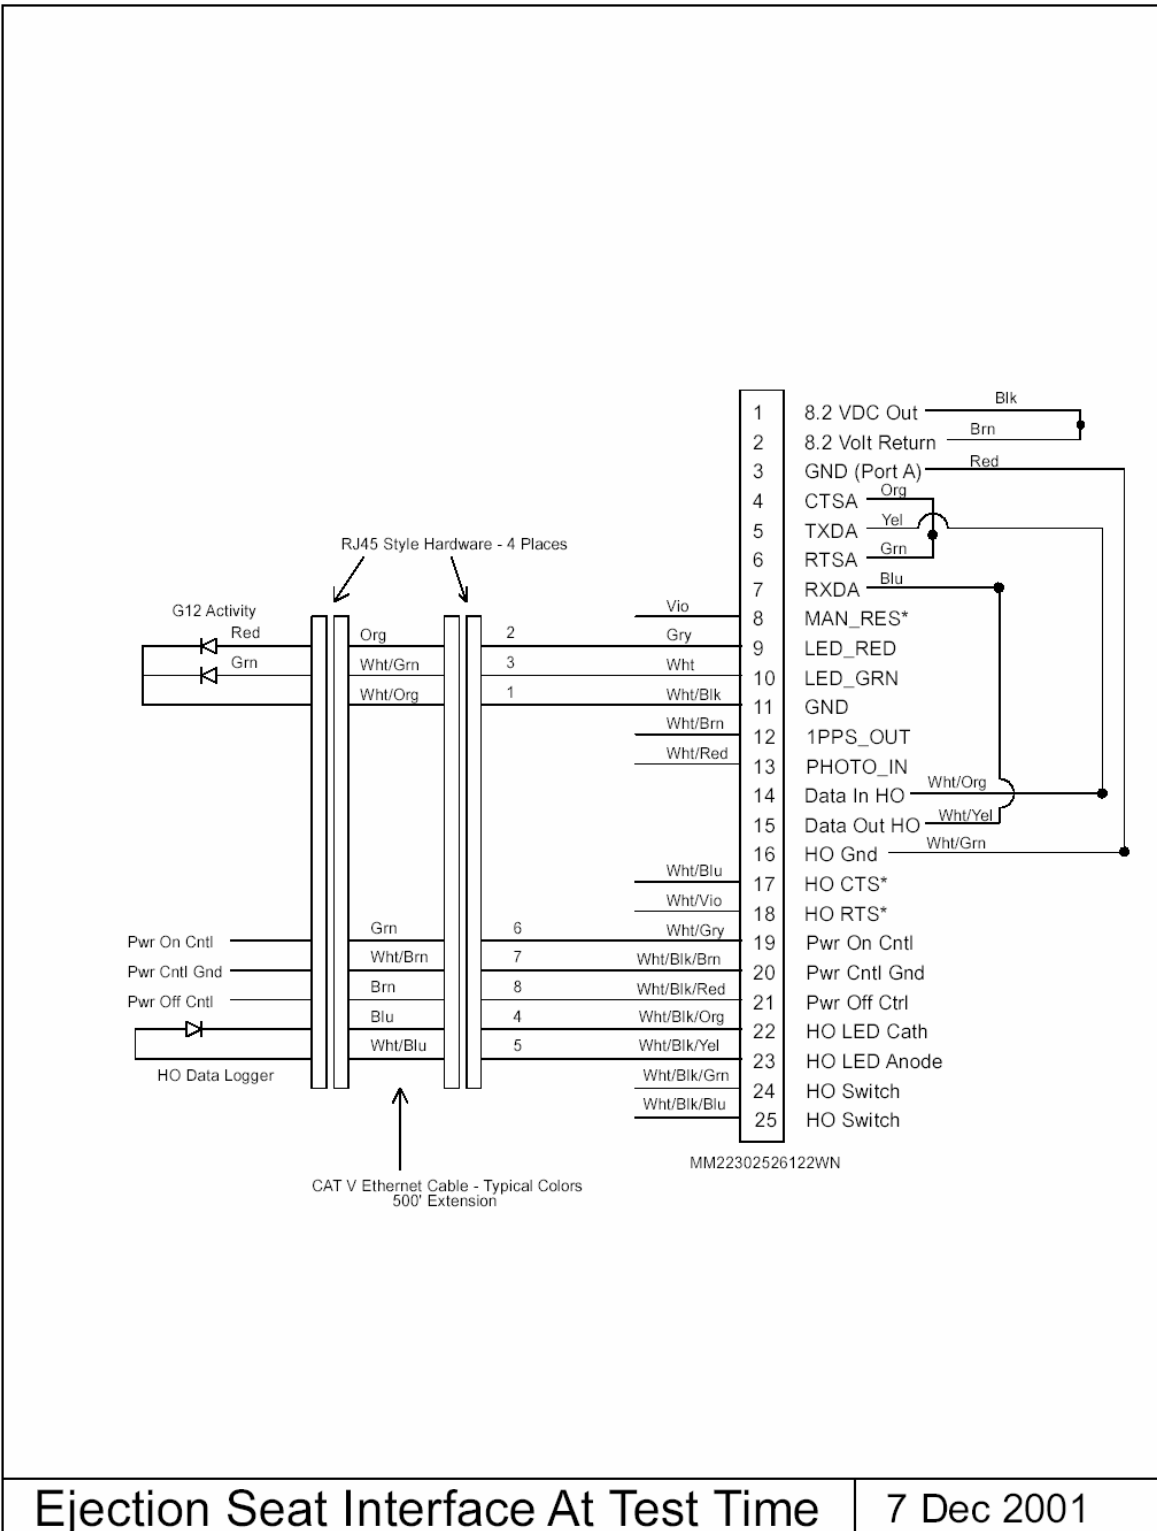 Blk
1 8.2 VDC Out
Brn
2 8.2 Volt Return
Red
3 GND (Port A)
Org
4 CTSA
Yel
5 TXDA
Grn
6 RTSA
Blu
7 RXDA
RJ45 Style Hardware - 4 Places
G12 Activity
Vio
8 MAN_RES*
Red Org 2 Gry
9 LED_RED
Grn Wht/Grn 3 Wht
10 LED_GRN
Wht/Org 1 Wht/Blk
11 GND
Wht/Brn
12 1PPS_OUT
Wht/Red
13 PHOTO_IN
Wht/Org
14 Data In HO
Wht/Yel
15 Data Out HO
Wht/Grn
16 HO Gnd
Wht/Blu
17 HO CTS*
Wht/Vio
18 HO RTS*
Pwr On Cntl Grn 6 Wht/Gry
19 Pwr On Cntl
Pwr Cntl Gnd Wht/Brn 7 Wht/Blk/Brn
20 Pwr Cntl Gnd
Pwr Off Cntl Brn 8 Wht/Blk/Red
21 Pwr Off Ctrl
Blu 4 Wht/Blk/Org
22 HO LED Cath
Wht/Blu 5 Wht/Blk/Yel
23 HO LED Anode
HO Data Logger
Wht/Blk/Grn
24 HO Switch
Wht/Blk/Blu
25 HO Switch
MM22302526122WN
CAT V Ethernet Cable - Typical Colors
500' Extension
Ejection Seat Interface At Test Time
7 Dec 2001